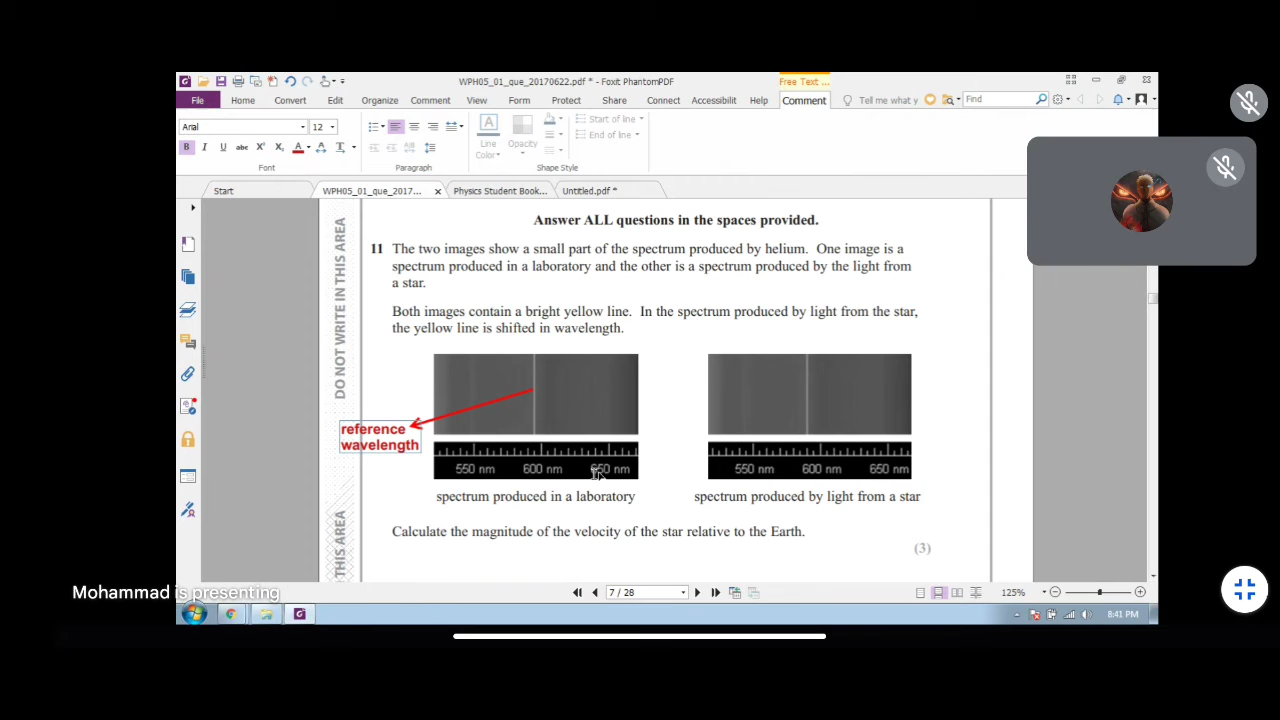 WPH05_01_que_20170622.pdf * - Foxit PhantomPDF
Free Text ...
File Home Convert Edit Organize Comment View Form Protect Share Connect Accessibilit Help Comment Tell me what y Find
Arial 12
B I U abc X² X₂ A A T
Font
Paragraph
Line Color
Opacity
Start of line
End of line
Shape Style
Start WPH05_01_que_2017... Physics Student Book... Untitled.pdf *
DO NOT WRITE IN THIS AREA
THIS AREA
Answer ALL questions in the spaces provided.
11 The two images show a small part of the spectrum produced by helium. One image is a
spectrum produced in a laboratory and the other is a spectrum produced by the light from
a star.
Both images contain a bright yellow line. In the spectrum produced by light from the star,
the yellow line is shifted in wavelength.
reference
wavelength
550 nm 600 nm 650 nm
550 nm 600 nm 650 nm
spectrum produced in a laboratory
spectrum produced by light from a star
Calculate the magnitude of the velocity of the star relative to the Earth.
(3)
Mohammad is presenting
7 / 28
125%
8:41 PM